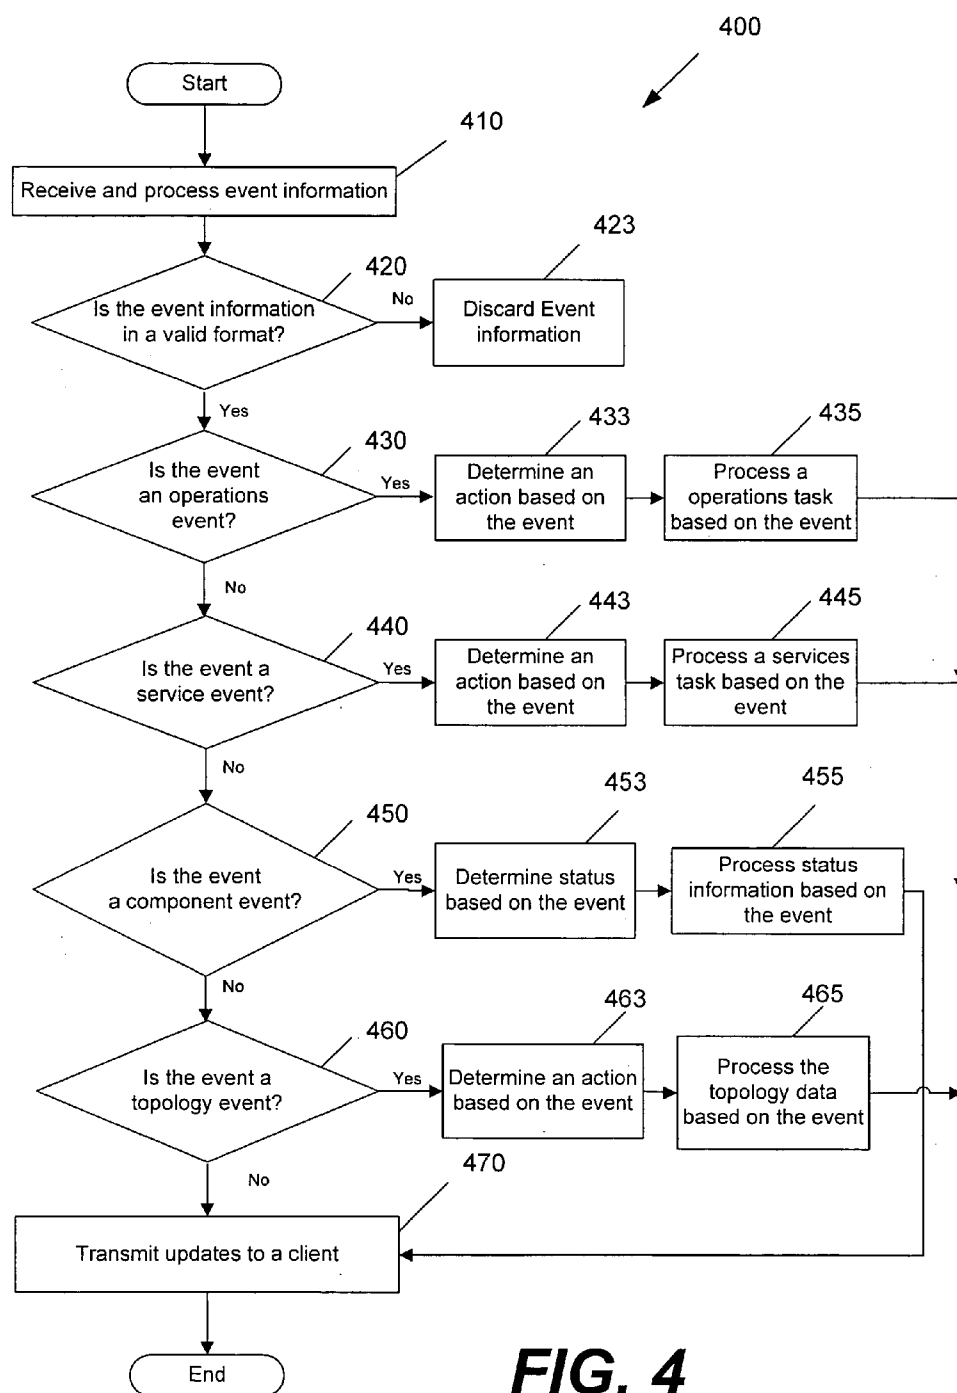 400
Start
410
Receive and process event information
423
420
Is the event information
in a valid format?
No
Discard Event
information
Yes
430
433
435
Is the event
an operations
event?
Yes
Determine an
action based on
the event
Process a
operations task
based on the event
No
440
443
445
Is the event a
service event?
Yes
Determine an
action based on
the event
Process a services
task based on the
event
No
450
453
455
Is the event
a component event?
Yes
Determine status
based on the event
Process status
information based on
the event
No
460
463
465
Is the event a
topology event?
Yes
Determine an action
based on the event
Process the
topology data
based on the event
No
470
Transmit updates to a client
End
FIG. 4